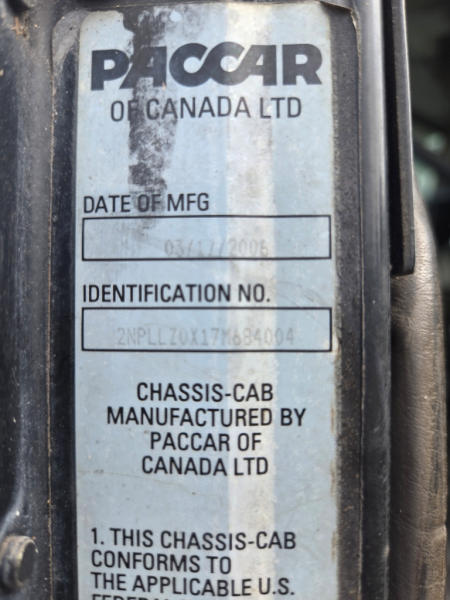 PACCAR
OF CANADA LTD
DATE OF MFG
03/17/2006
IDENTIFICATION NO.
2NPLLZ0X17M684004
CHASSIS-CAB
MANUFACTURED BY
PACCAR OF
CANADA LTD
1. THIS CHASSIS-CAB
CONFORMS TO
THE APPLICABLE U.S.
FEDERAL